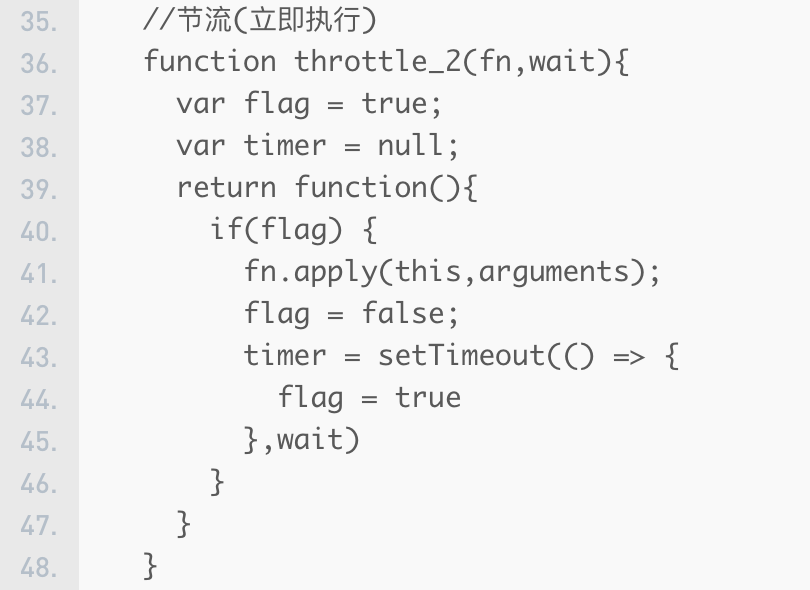 35. //节流(立即执行)
36. function throttle_2(fn,wait){
37. var flag = true;
38. var timer = null;
39. return function(){
40. if(flag) {
41. fn.apply(this,arguments);
42. flag = false;
43. timer = setTimeout(() => {
44. flag = true
45. },wait)
46. }
47. }
48. }